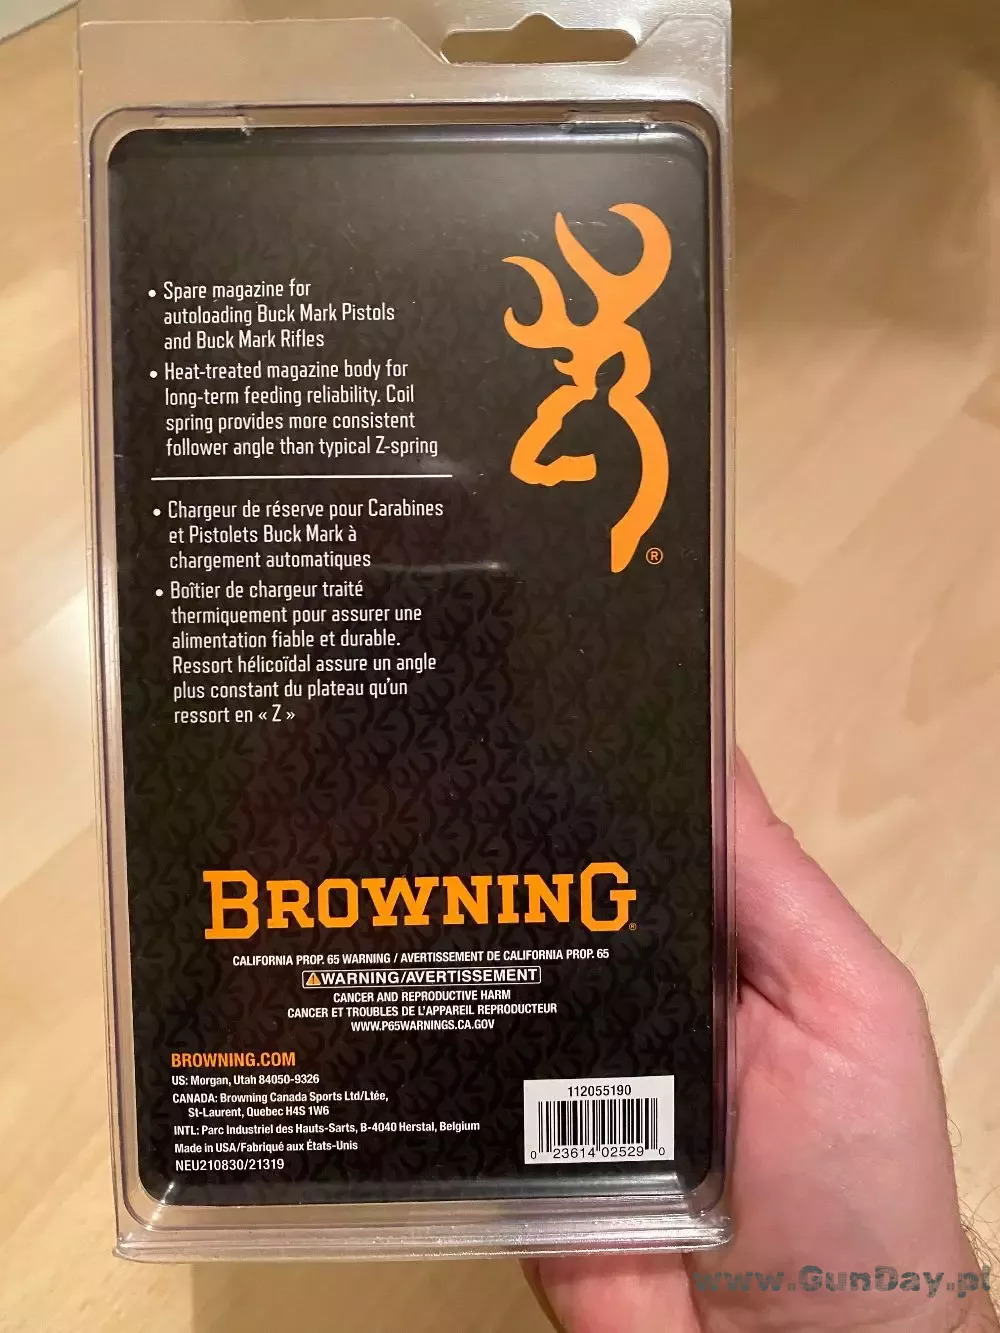 • Spare magazine for
autoloading Buck Mark Pistols
and Buck Mark Rifles
• Heat-treated magazine body for
long-term feeding reliability. Coil
spring provides more consistent
follower angle than typical Z-spring
• Chargeur de réserve pour Carabines
et Pistolets Buck Mark à
chargement automatiques
• Boîtier de chargeur traité
thermiquement pour assurer une
alimentation fiable et durable.
Ressort hélicoïdal assure un angle
plus constant du plateau qu'un
ressort en « Z »
®
BROWNING®
CALIFORNIA PROP. 65 WARNING / AVERTISSEMENT DE CALIFORNIA PROP. 65
⚠WARNING/AVERTISSEMENT
CANCER AND REPRODUCTIVE HARM
CANCER ET TROUBLES DE L'APPAREIL REPRODUCTEUR
WWW.P65WARNINGS.CA.GOV
BROWNING.COM
US: Morgan, Utah 84050-9326
CANADA: Browning Canada Sports Ltd/Ltée,
St-Laurent, Quebec H4S 1W6
INTL: Parc Industriel des Hauts-Sarts, B-4040 Herstal, Belgium
Made in USA/Fabriqué aux États-Unis
NEU210830/21319
112055190
0 23614 02529 0
www.GunDay.pl